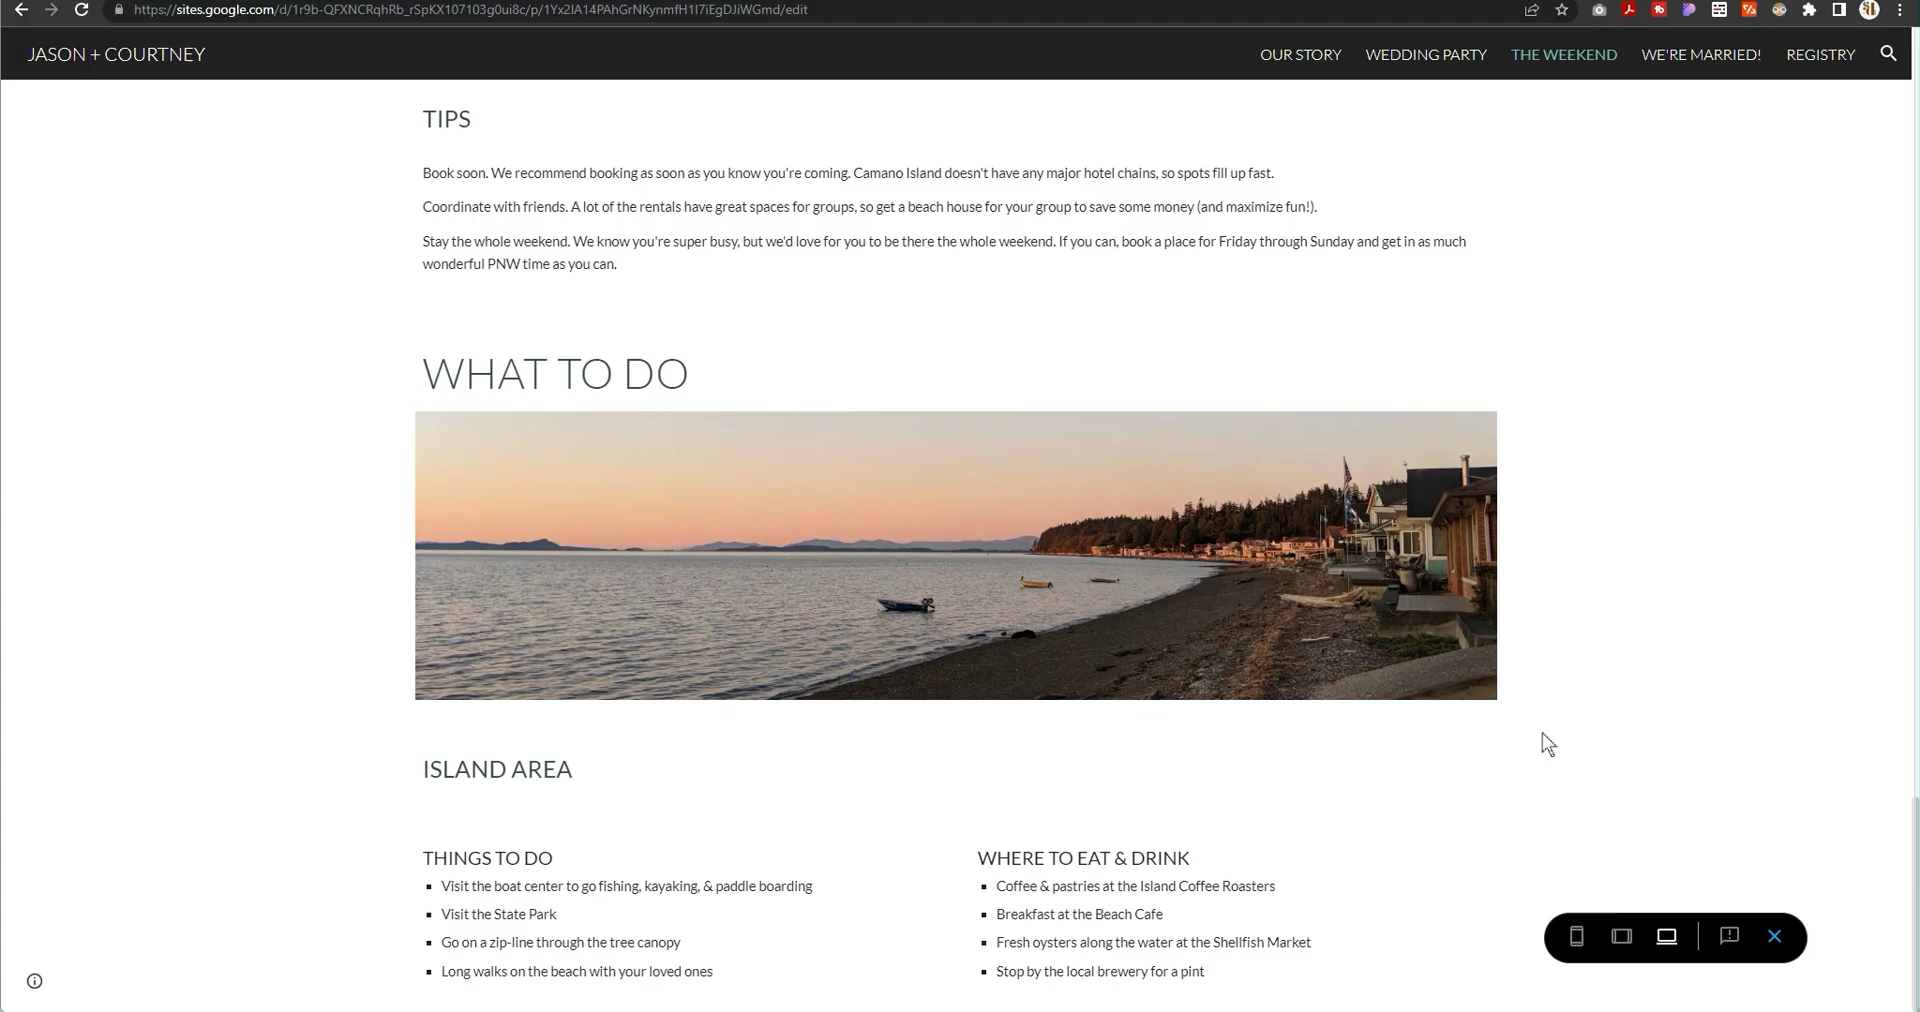 https://sites.google.com/d/1r9b-QFXNCRqhRb_rSpKX107103g0ui8c/p/1Yx2lA14PAhGrNKynmfH1I7iEgDJiWGmd/edit
JASON + COURTNEY
OUR STORY
WEDDING PARTY
THE WEEKEND
WE'RE MARRIED!
REGISTRY
TIPS
Book soon. We recommend booking as soon as you know you're coming. Camano Island doesn't have any major hotel chains, so spots fill up fast.
Coordinate with friends. A lot of the rentals have great spaces for groups, so get a beach house for your group to save some money (and maximize fun!).
Stay the whole weekend. We know you're super busy, but we'd love for you to be there the whole weekend. If you can, book a place for Friday through Sunday and get in as much
wonderful PNW time as you can.
WHAT TO DO
ISLAND AREA
THINGS TO DO
Visit the boat center to go fishing, kayaking, & paddle boarding
Visit the State Park
Go on a zip-line through the tree canopy
Long walks on the beach with your loved ones
WHERE TO EAT & DRINK
Coffee & pastries at the Island Coffee Roasters
Breakfast at the Beach Cafe
Fresh oysters along the water at the Shellfish Market
Stop by the local brewery for a pint